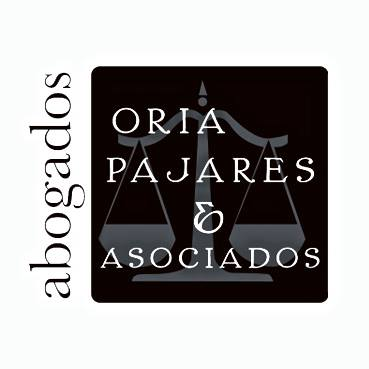 abogados
ORIA
PAJARES
&
ASOCIADOS